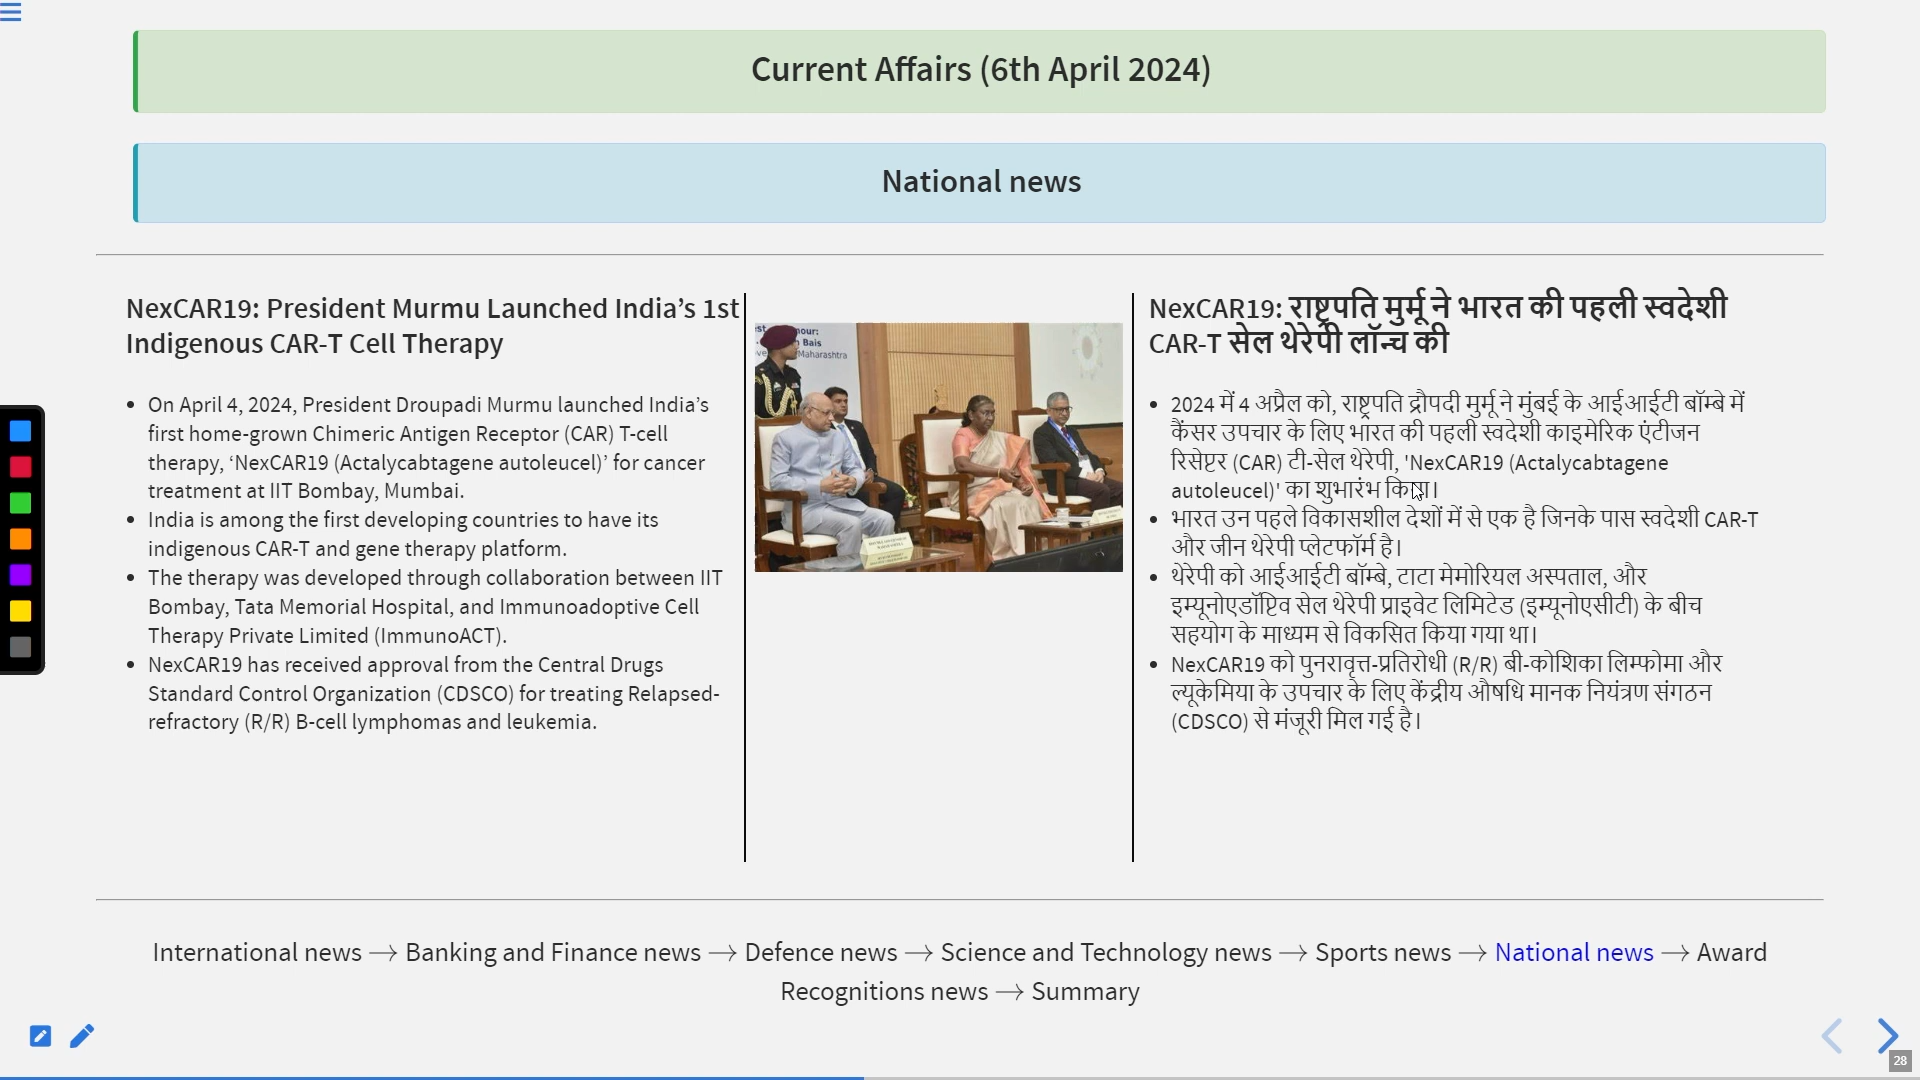 Current Affairs (6th April 2024)
National news
NexCAR19: President Murmu Launched India’s 1st
Indigenous CAR-T Cell Therapy
On April 4, 2024, President Droupadi Murmu launched India’s
first home-grown Chimeric Antigen Receptor (CAR) T-cell
therapy, ‘NexCAR19 (Actalycabtagene autoleucel)’ for cancer
treatment at IIT Bombay, Mumbai.
India is among the first developing countries to have its
indigenous CAR-T and gene therapy platform.
The therapy was developed through collaboration between IIT
Bombay, Tata Memorial Hospital, and Immunoadoptive Cell
Therapy Private Limited (ImmunoACT).
NexCAR19 has received approval from the Central Drugs
Standard Control Organization (CDSCO) for treating Relapsed-
refractory (R/R) B-cell lymphomas and leukemia.
our:
Bais
Maharashtra
NexCAR19: राष्ट्रपति मुर्मू ने भारत की पहली स्वदेशी
CAR-T सेल थेरेपी लॉन्च की
2024 में 4 अप्रैल को, राष्ट्रपति द्रौपदी मुर्मू ने मुंबई के आईआईटी बॉम्बे में
कैंसर उपचार के लिए भारत की पहली स्वदेशी काइमेरिक एंटीजन
रिसेप्टर (CAR) टी-सेल थेरेपी, 'NexCAR19 (Actalycabtagene
autoleucel)' का शुभारंभ किया।
भारत उन पहले विकासशील देशों में से एक है जिनके पास स्वदेशी CAR-T
और जीन थेरेपी प्लेटफॉर्म है।
थेरेपी को आईआईटी बॉम्बे, टाटा मेमोरियल अस्पताल, और
इम्यूनोएडॉप्टिव सेल थेरेपी प्राइवेट लिमिटेड (इम्यूनोएसीटी) के बीच
सहयोग के माध्यम से विकसित किया गया था।
NexCAR19 को पुनरावृत्त-प्रतिरोधी (R/R) बी-कोशिका लिम्फोमा और
ल्यूकेमिया के उपचार के लिए केंद्रीय औषधि मानक नियंत्रण संगठन
(CDSCO) से मंजूरी मिल गई है।
International news → Banking and Finance news → Defence news → Science and Technology news → Sports news → National news → Award
Recognitions news → Summary
28